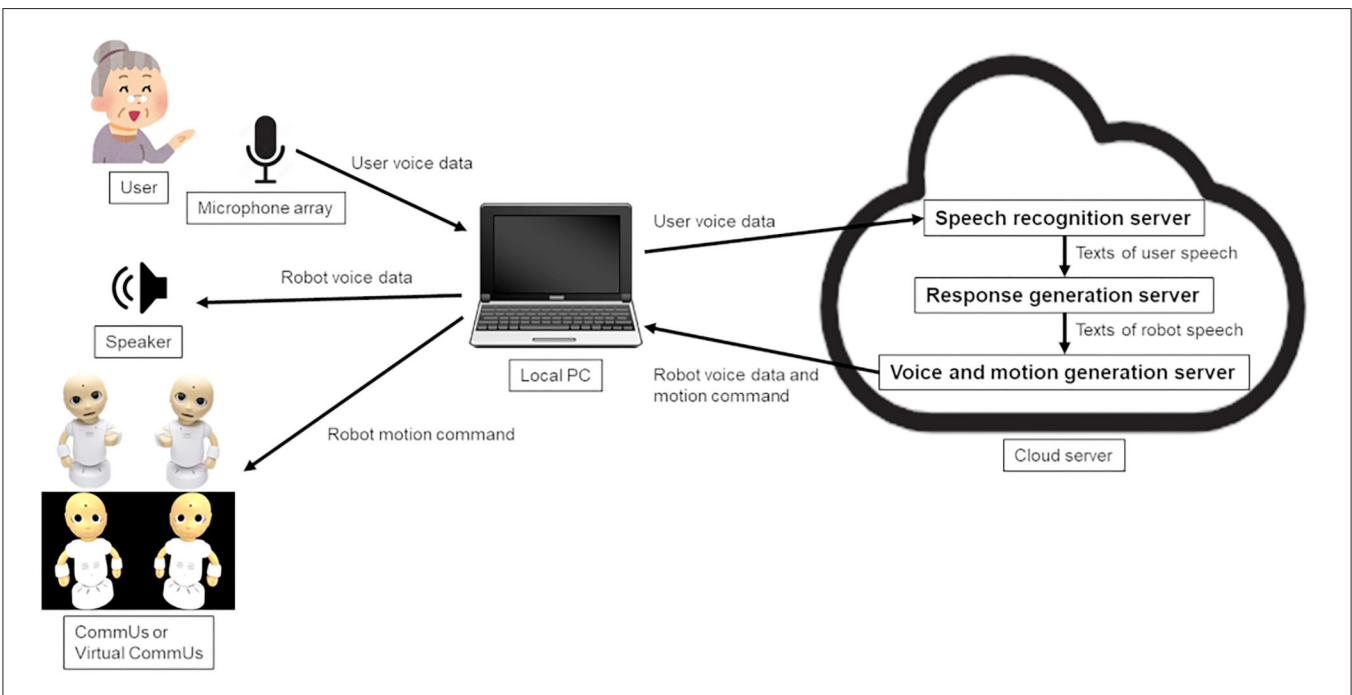 User
Microphone array
User voice data
Speaker
Robot voice data
Local PC
Robot motion command
CommUs or
Virtual CommUs
User voice data
Speech recognition server
Texts of user speech
Response generation server
Texts of robot speech
Voice and motion generation server
Robot voice data and
motion command
Cloud server